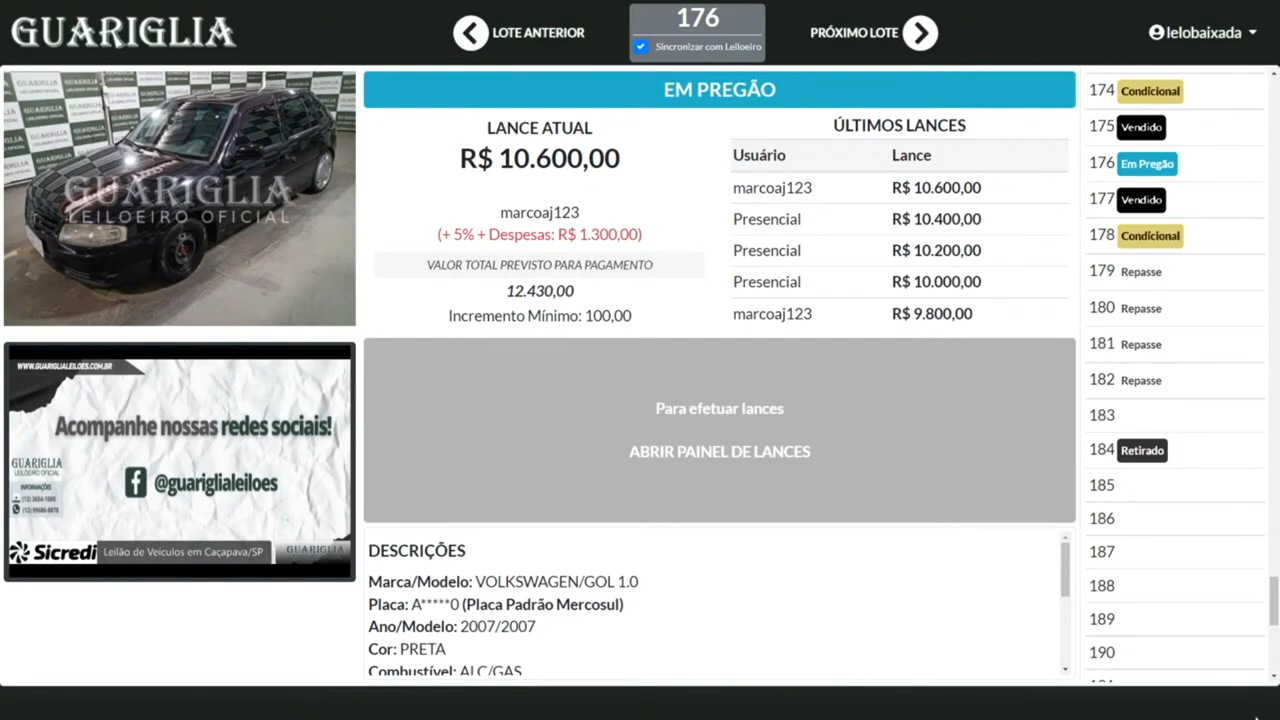 GUARIGLIA
LOTE ANTERIOR
176
Sincronizar com Leiloeiro
PRÓXIMO LOTE
lelobaixada
GUARIGLIA
LEILOEIRO OFICIAL
EM PREGÃO
LANCE ATUAL
R$ 10.600,00
marcoaj123
(+ 5% + Despesas: R$ 1.300,00)
VALOR TOTAL PREVISTO PARA PAGAMENTO
12.430,00
Incremento Mínimo: 100,00
ÚLTIMOS LANCES
Usuário Lance
marcoaj123 R$ 10.600,00
Presencial R$ 10.400,00
Presencial R$ 10.200,00
Presencial R$ 10.000,00
marcoaj123 R$ 9.800,00
Para efetuar lances
ABRIR PAINEL DE LANCES
WWW.GUARIGLIALEILOES.COM.BR
Acompanhe nossas redes sociais!
@guariglialeiloes
GUARIGLIA
LEILOEIRO OFICIAL
INFORMAÇÕES
(12) 3654-1000
Sicredi
Leilão de Veículos em Caçapava/SP
GUARIGLIA
DESCRIÇÕES
Marca/Modelo: VOLKSWAGEN/GOL 1.0
Placa: A*****0 (Placa Padrão Mercosul)
Ano/Modelo: 2007/2007
Cor: PRETA
Combustível: ALC/GAS
174 Condicional
175 Vendido
176 Em Pregão
177 Vendido
178 Condicional
179 Repasse
180 Repasse
181 Repasse
182 Repasse
183
184 Retirado
185
186
187
188
189
190